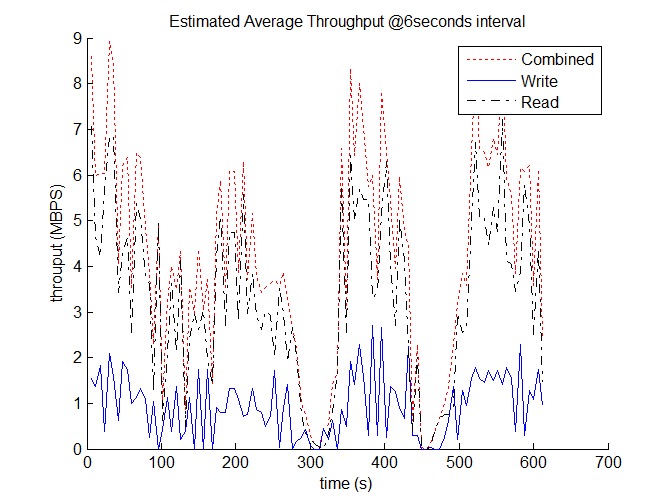 Estimated Average Throughput @6seconds interval
Combined
Write
Read
9
8
7
6
5
4
3
2
1
0
throuput (MBPS)
0 100 200 300 400 500 600 700
time (s)